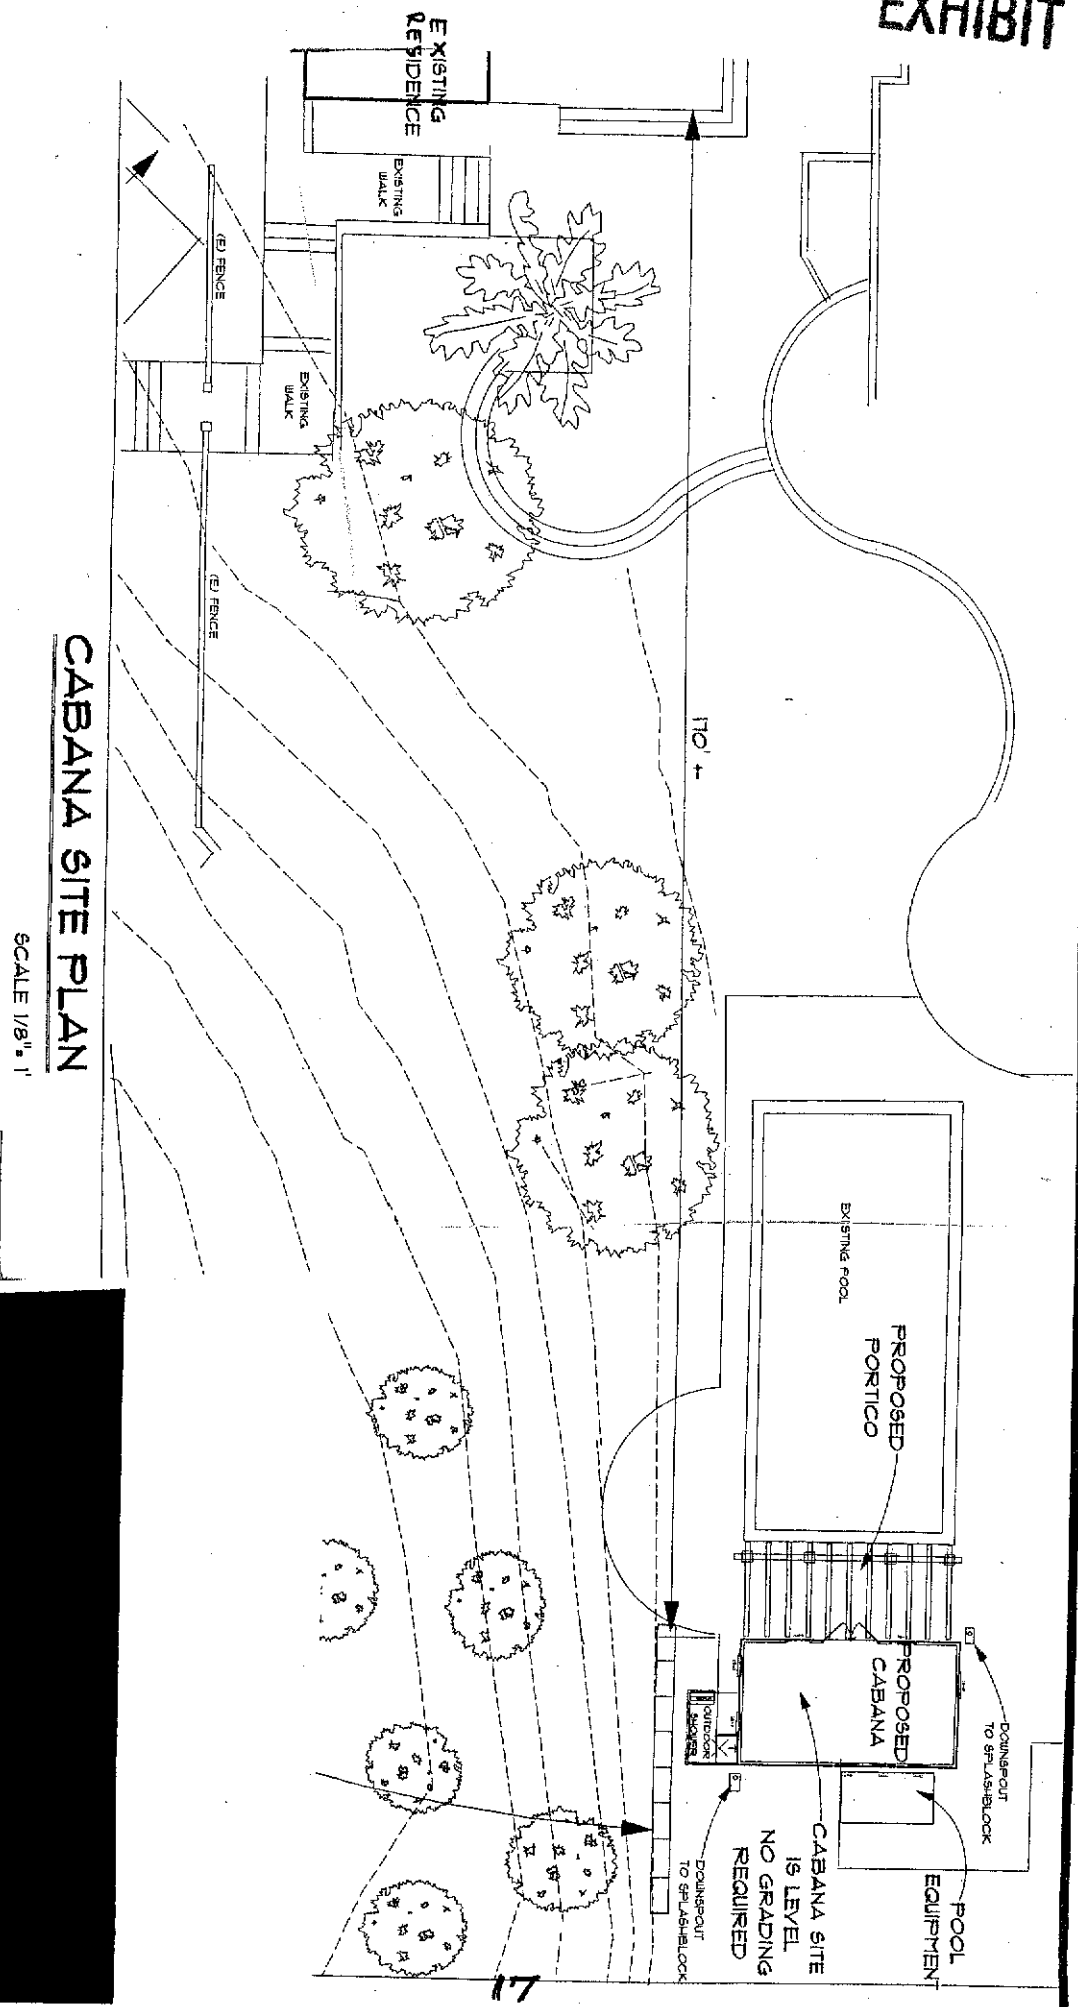 EXHIBIT
EXISTING
RESIDENCE
EXISTING
WALK
(E) FENCE
EXISTING
WALK
(E) FENCE
170' +
EXISTING POOL
PROPOSED
PORTICO
PROPOSED
CABANA
OUTDOOR
SHOWER
DOWNSPOUT
TO SPLASHBLOCK
POOL
EQUIPMENT
CABANA SITE
IS LEVEL
NO GRADING
REQUIRED
DOWNSPOUT
TO SPLASHBLOCK
CABANA SITE PLAN
SCALE 1/8"=1'
17